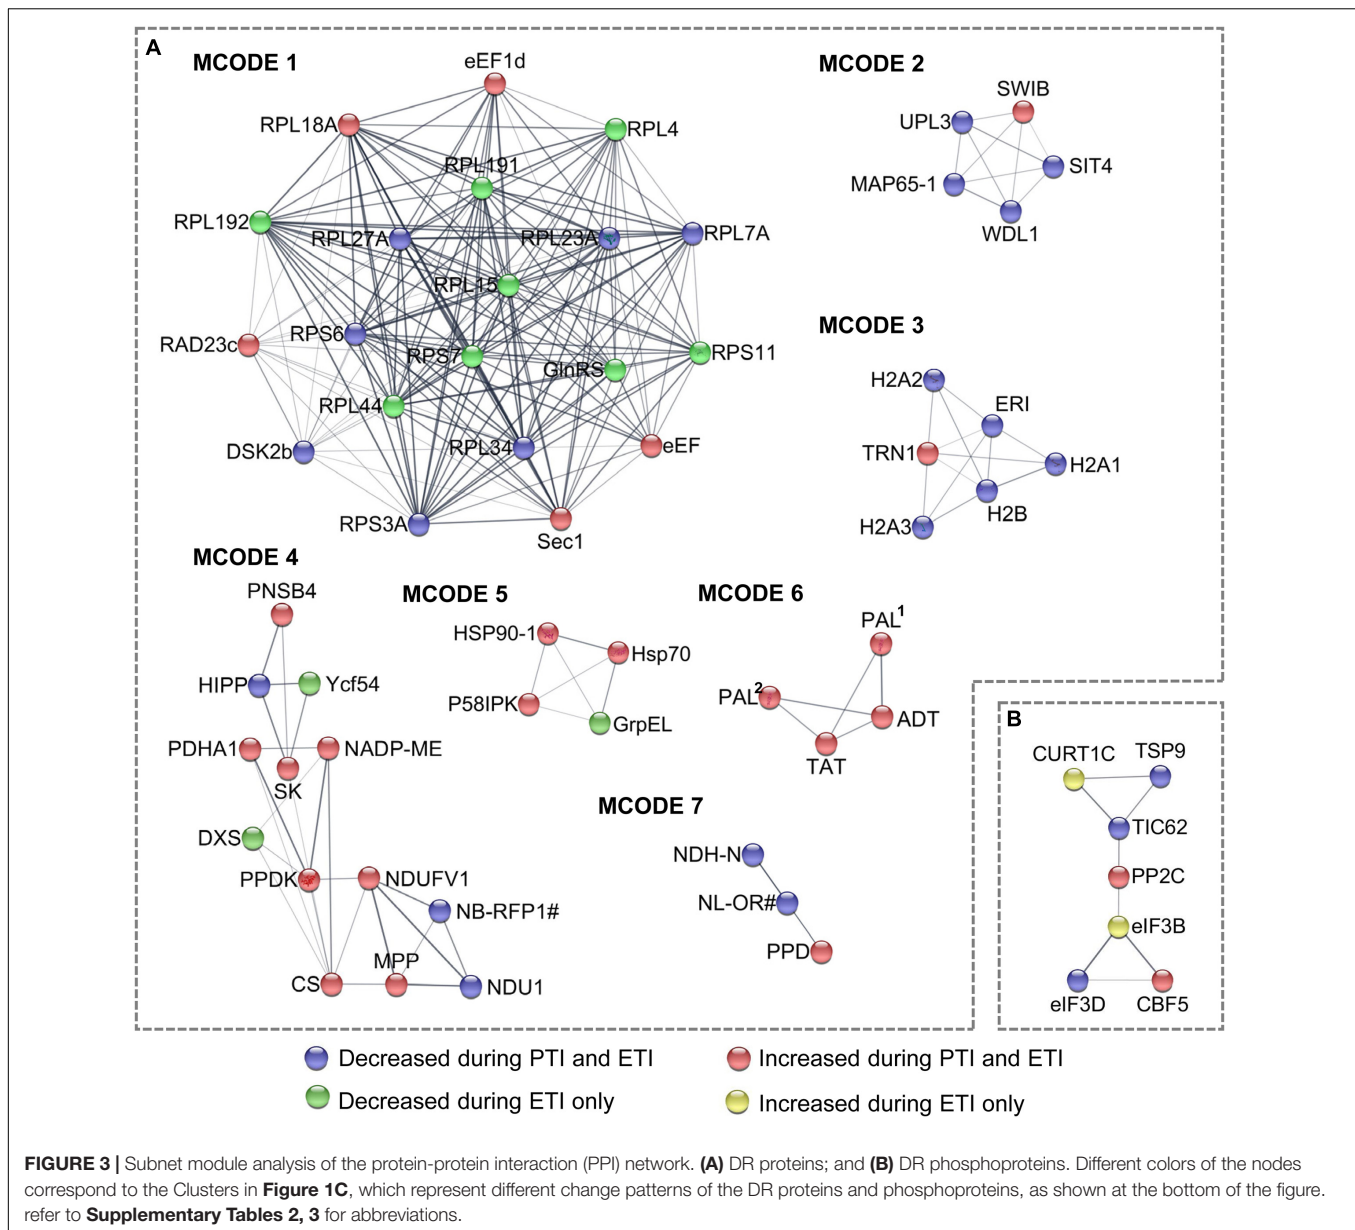 A
MCODE 1
eEF1d
RPL18A
RPL4
RPL191
RPL192
RPL27A
RPL23A
RPL7A
RPL15
RAD23c
RPS6
RPS7
GlnRS
RPS11
RPL44
DSK2b
RPL34
eEF
RPS3A
Sec1
MCODE 2
SWIB
UPL3
SIT4
MAP65-1
WDL1
MCODE 3
H2A2
ERI
TRN1
H2A1
H2B
H2A3
MCODE 4
PNSB4
HIPP
Ycf54
PDHA1
NADP-ME
SK
DXS
PPDK
NDUFV1
NB-RFP1#
MPP
CS
NDU1
MCODE 5
HSP90-1
Hsp70
P58IPK
GrpEL
MCODE 6
PAL1
PAL2
ADT
TAT
MCODE 7
NDH-N
NL-OR#
PPD
B
CURT1C
TSP9
TIC62
PP2C
eIF3B
eIF3D
CBF5
Decreased during PTI and ETI
Increased during PTI and ETI
Decreased during ETI only
Increased during ETI only
FIGURE 3 | Subnet module analysis of the protein-protein interaction (PPI) network. (A) DR proteins; and (B) DR phosphoproteins. Different colors of the nodes
correspond to the Clusters in Figure 1C, which represent different change patterns of the DR proteins and phosphoproteins, as shown at the bottom of the figure.
refer to Supplementary Tables 2, 3 for abbreviations.